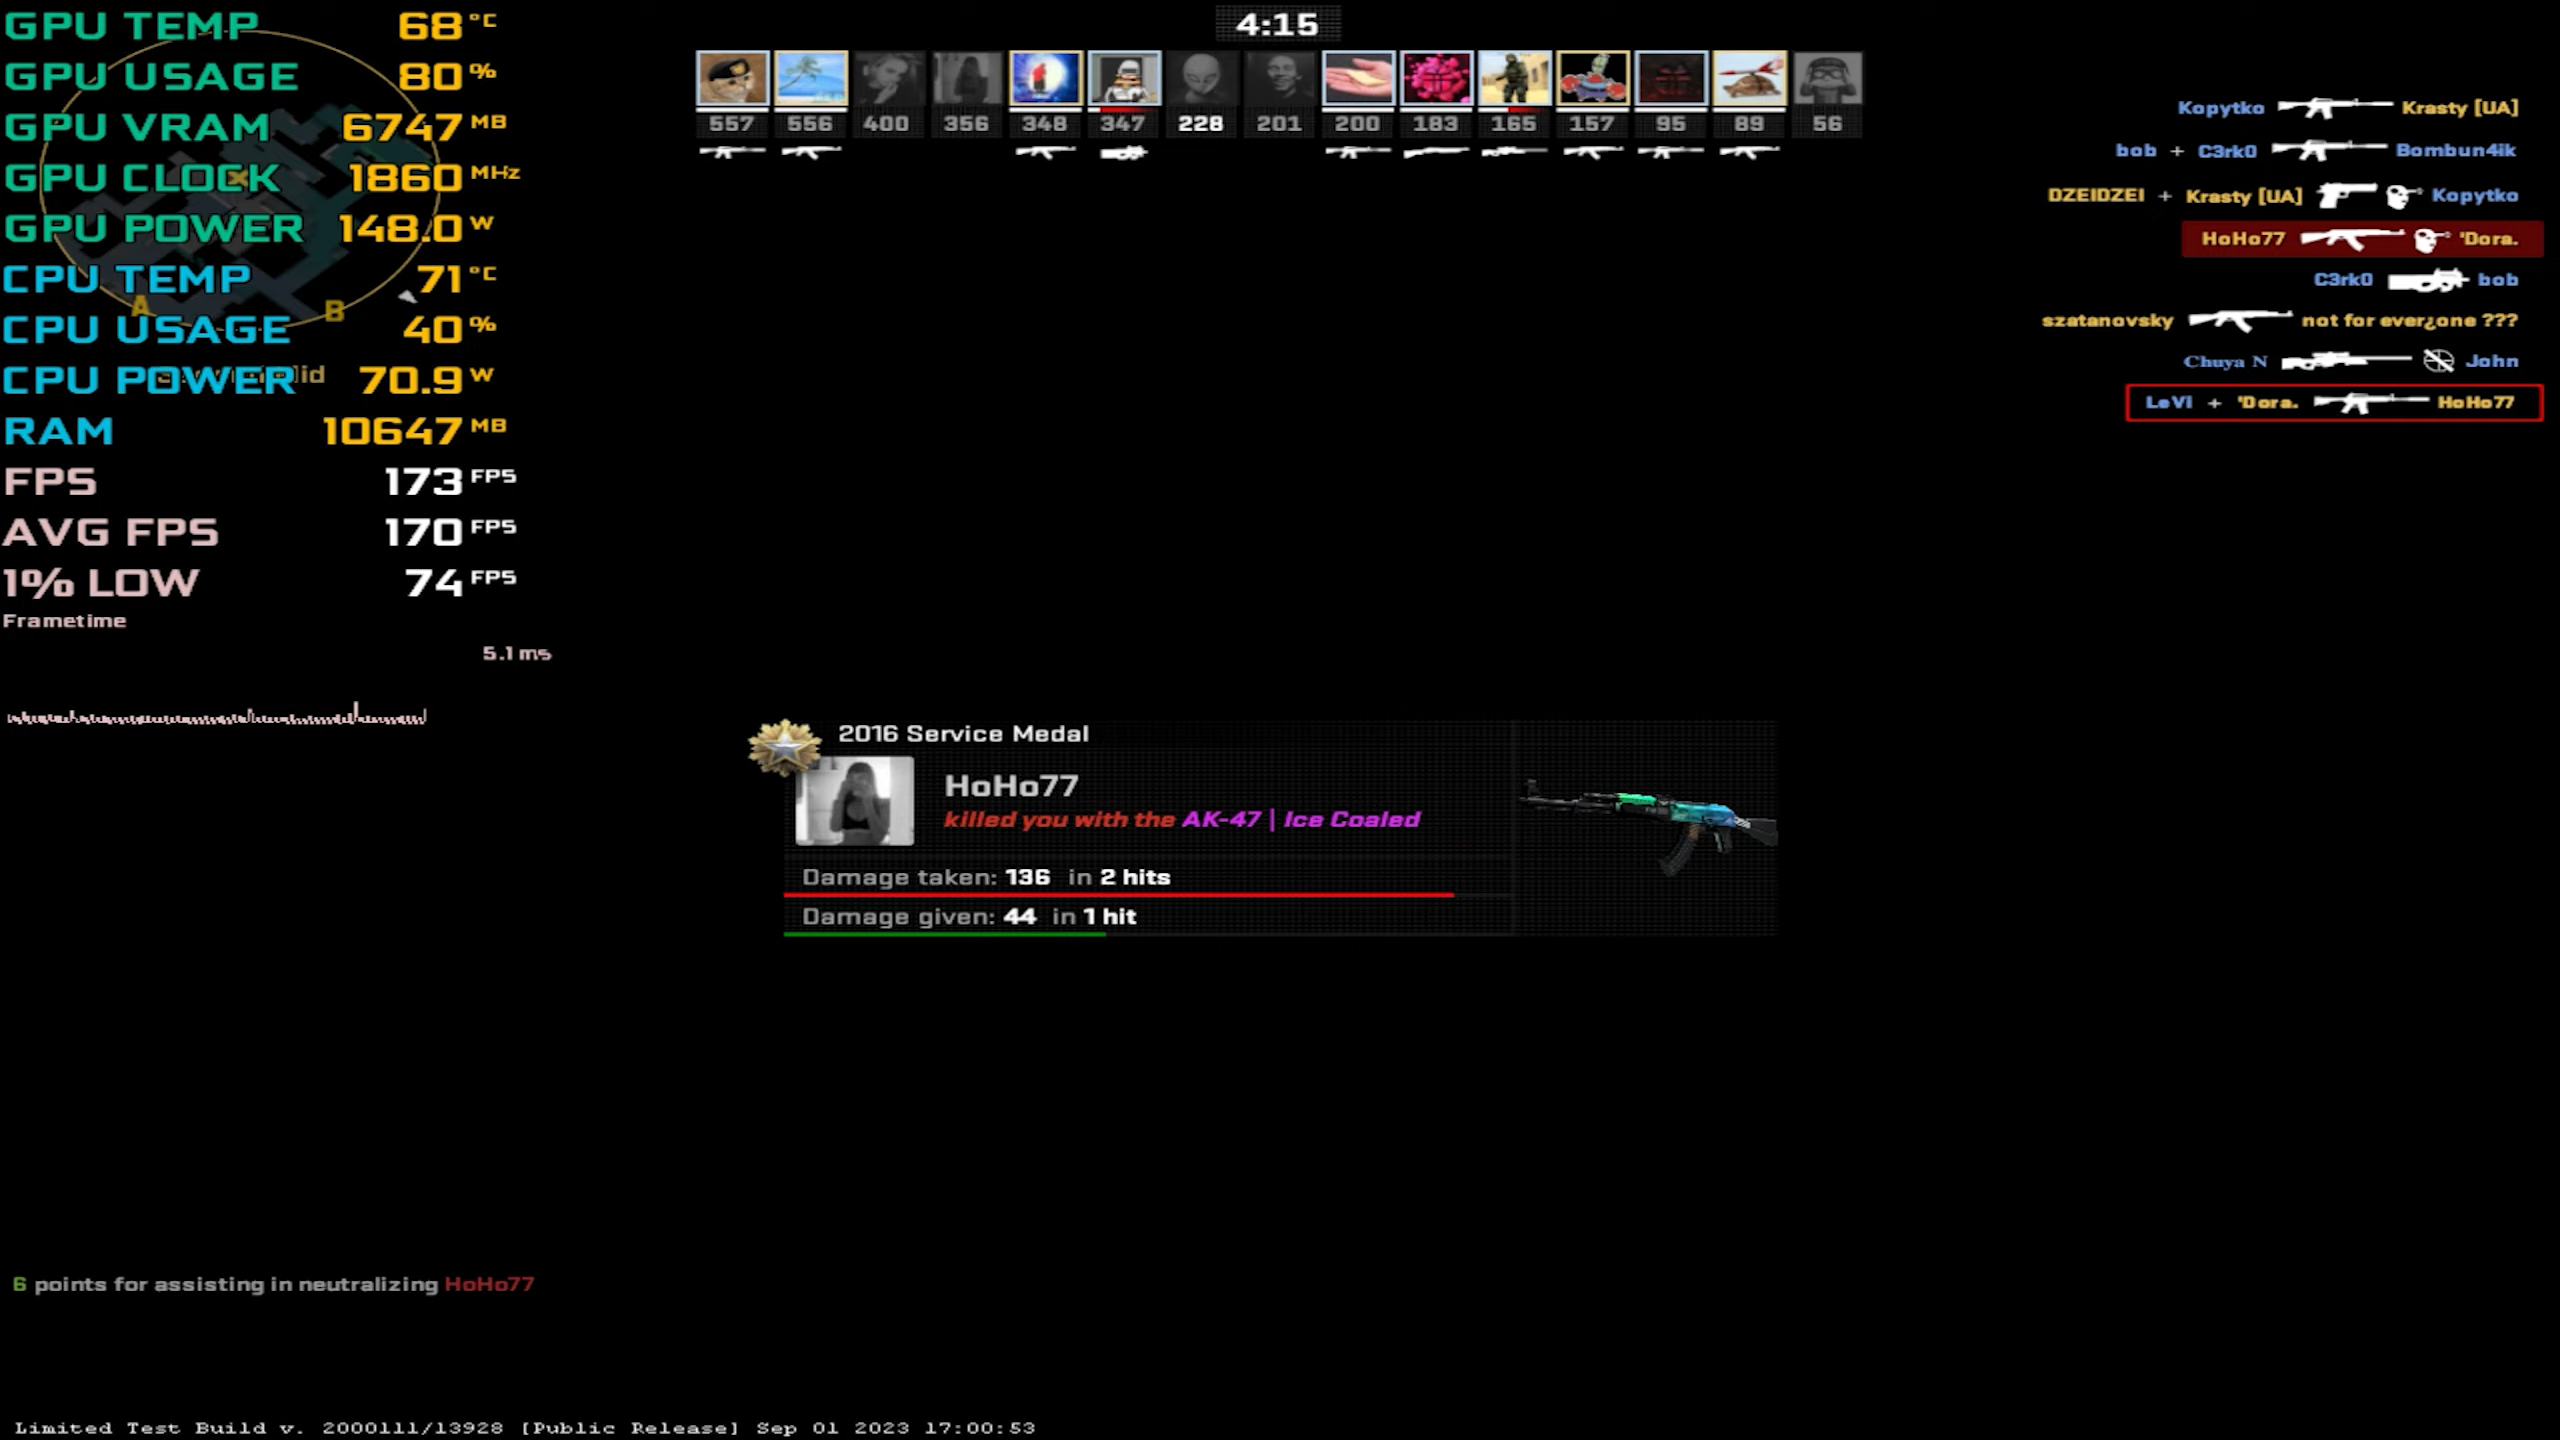 4:15
GPU TEMP 68 °C
GPU USAGE 80 %
GPU VRAM 6747 MB
GPU CLOCK 1860 MHz
GPU POWER 148.0 W
CPU TEMP 71 °C
A B
CPU USAGE 40 %
CPU POWER 70.9 W
RAM 10647 MB
FPS 173 FPS
AVG FPS 170 FPS
1% LOW 74 FPS
Frametime
5.1 ms
557 556 400 356 348 347 228 201 200 183 165 157 95 89 56
Kopytko Krasty [UA]
bob + C3rk0 Bombun4ik
DZEIDZEI + Krasty [UA] Kopytko
HoHo77 'Dora.
C3rk0 bob
szatanovsky not for ever¿one ???
Chuya N John
LeVI + 'Dora. HoHo77
2016 Service Medal
HoHo77
killed you with the AK-47 | Ice Coaled
Damage taken: 136 in 2 hits
Damage given: 44 in 1 hit
6 points for assisting in neutralizing HoHo77
Limited Test Build v. 2000111/13928 [Public Release] Sep 01 2023 17:00:53